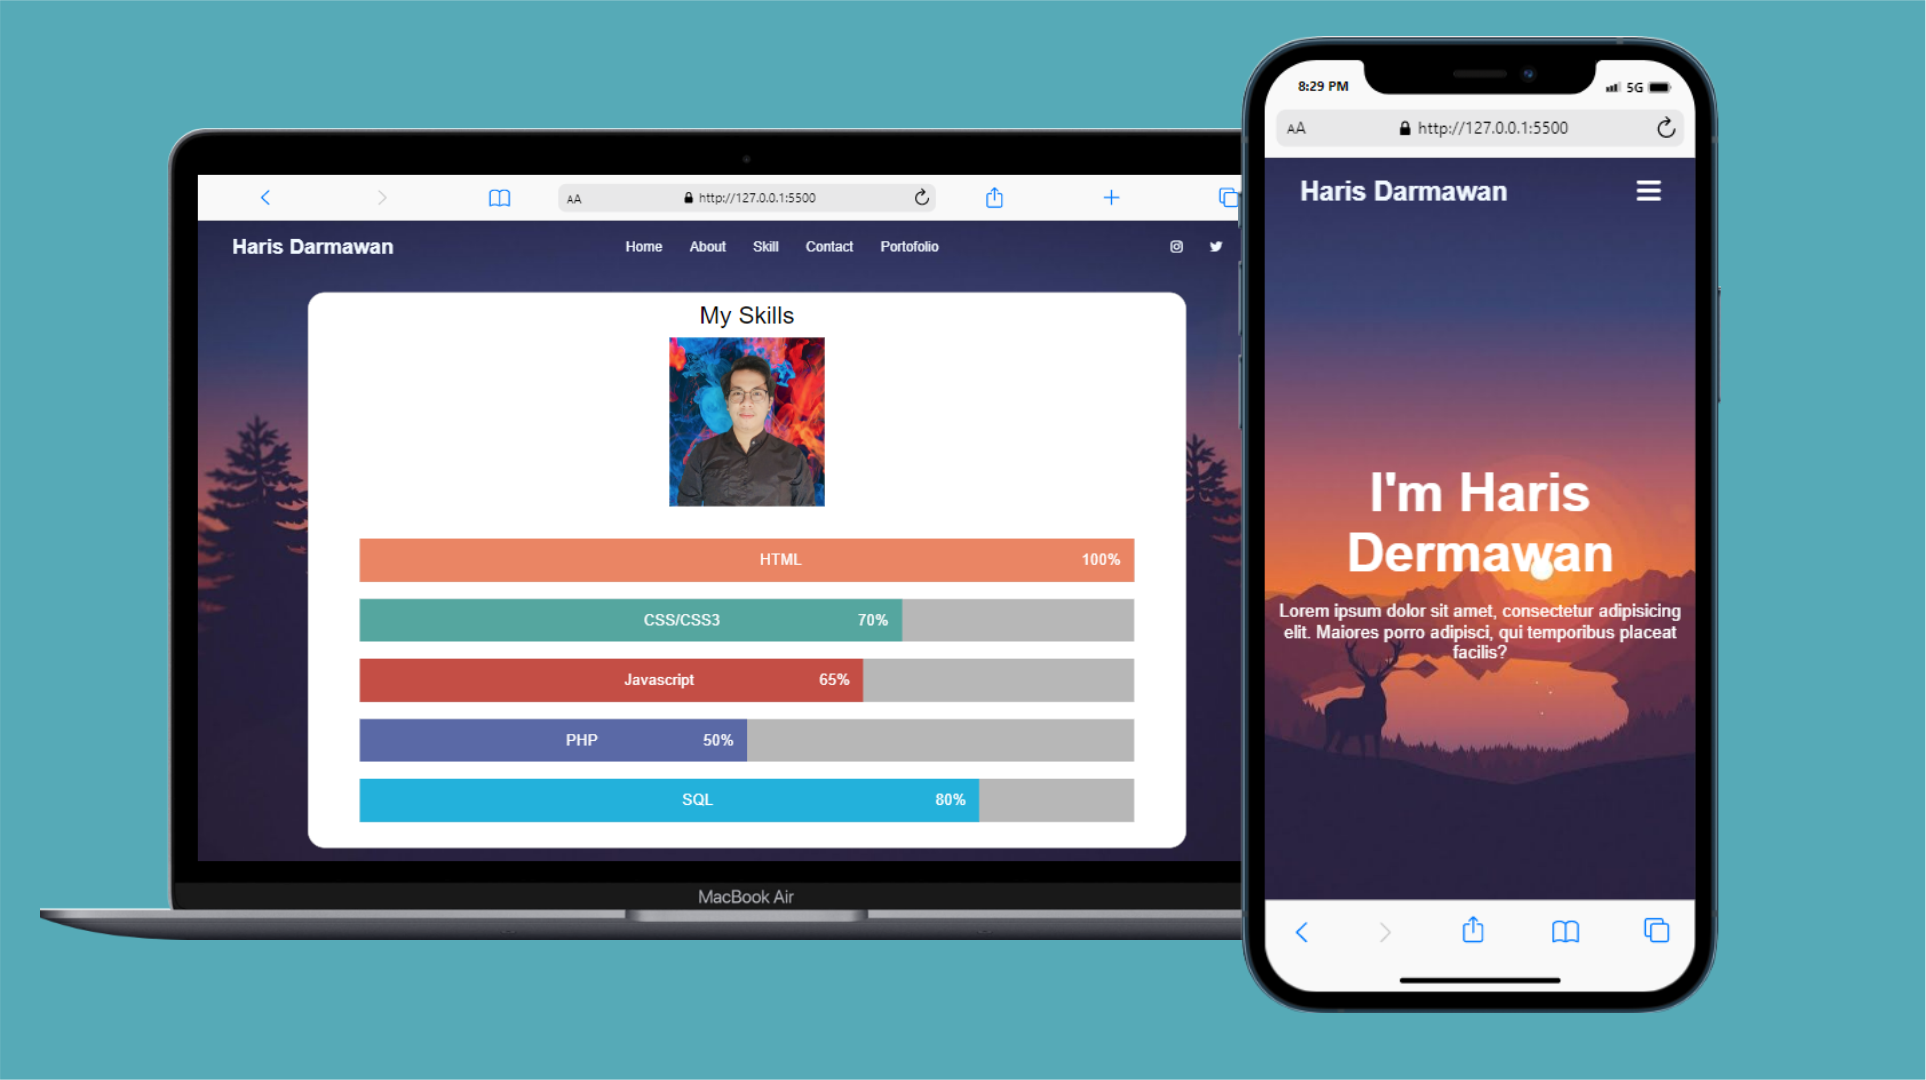 AA
http://127.0.0.1:5500
Haris Darmawan
Home About Skill Contact Portofolio
My Skills
HTML 100%
CSS/CSS3 70%
Javascript 65%
PHP 50%
SQL 80%
MacBook Air
8:29 PM
5G
AA
http://127.0.0.1:5500
Haris Darmawan
I'm Haris
Dermawan
Lorem ipsum dolor sit amet, consectetur adipisicing
elit. Maiores porro adipisci, qui temporibus placeat
facilis?